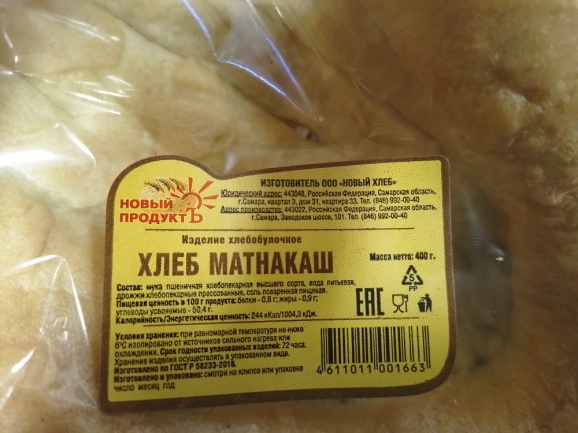 НОВЫЙ
ПРОДУКТЪ
ИЗГОТОВИТЕЛЬ ООО «НОВЫЙ ХЛЕБ»
Юридический адрес: 443048, Российская Федерация, Самарская область,
г.Самара, квартал 3, дом 31, квартира 33. Тел. (846) 992-00-40
Адрес производства: 443022, Российская Федерация, Самарская область,
г.Самара, Заводское шоссе, 101. Тел. (846) 992-00-40
Изделие хлебобулочное
ХЛЕБ МАТНАКАШ
Масса нетто: 400 г.
Состав: мука пшеничная хлебопекарная высшего сорта, вода питьевая,
дрожжи хлебопекарные прессованные, соль поваренная пищевая.
Пищевая ценность в 100 г продукта: белки - 0,8 г; жиры - 0,9 г;
углеводы усвояемые - 50,4 г.
Калорийность/Энергетическая ценность: 244 кКал/1004,3 кДж.
5
PP
EAC
Условия хранения: при равномерной температуре не ниже
6°С изолировано от источников сильного нагрева или
охлаждения. Срок годности упакованных изделий: 72 часа.
Хранение изделия осуществлять в упакованном виде.
Изготовлено по ГОСТ Р 58233-2018.
Изготовлено и упаковано: смотри на клипсе или упаковке
число месяц год
4 611011 001663